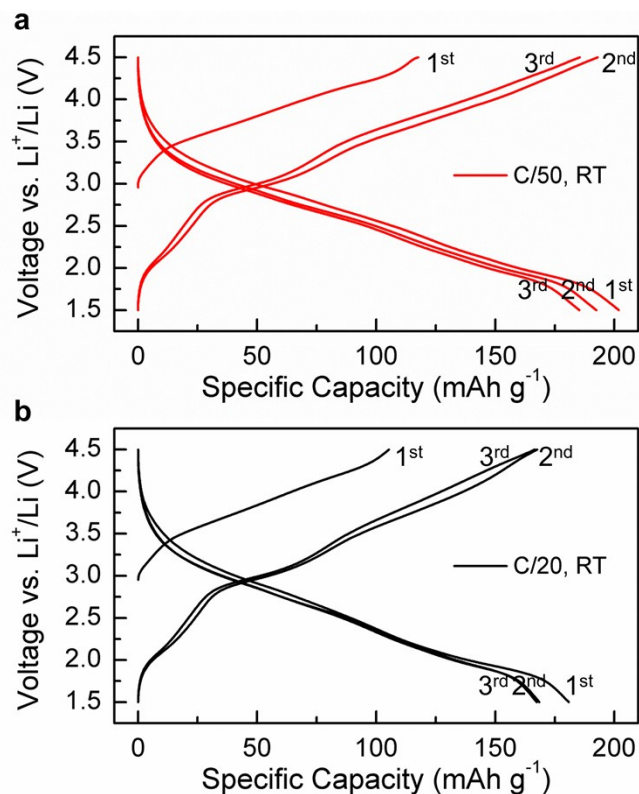 a
Voltage vs. Li⁺/Li (V)
4.5
4.0
3.5
3.0
2.5
2.0
1.5
1st
3rd
2nd
C/50, RT
3rd
2nd
1st
0
50
100
150
200
Specific Capacity (mAh g⁻¹)
b
Voltage vs. Li⁺/Li (V)
4.5
4.0
3.5
3.0
2.5
2.0
1.5
1st
3rd
2nd
C/20, RT
3rd
2nd
1st
0
50
100
150
200
Specific Capacity (mAh g⁻¹)